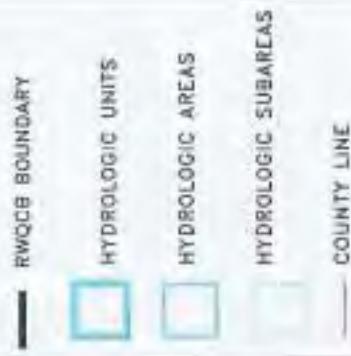 RWQCB BOUNDARY
HYDROLOGIC UNITS
HYDROLOGIC AREAS
HYDROLOGIC SUBAREAS
COUNTY LINE